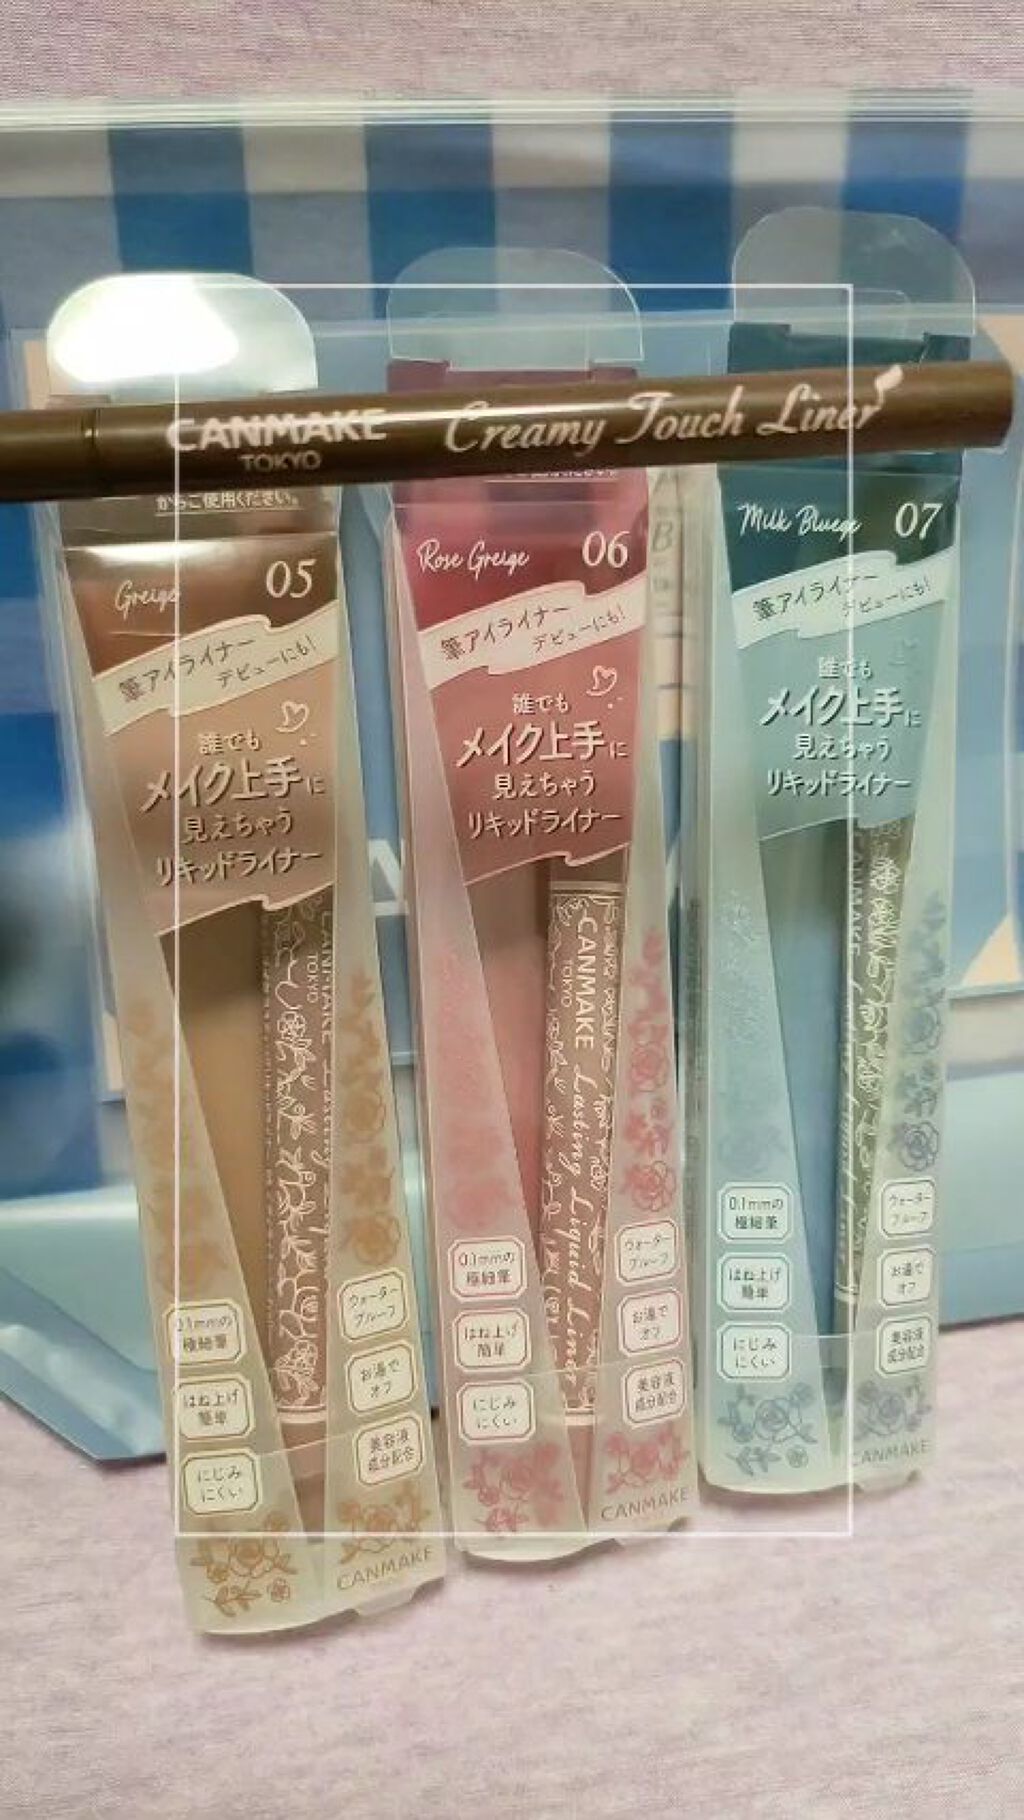 CANMAKE
TOKYO
Creamy Touch Liner
からご使用ください。
Greige 05
筆アイライナー
デビューにも!
誰でも
メイク上手に
見えちゃう
リキッドライナー
CANMAKE
TOKYO
0.1mmの
極細筆
はね上げ
簡単
にじみ
にくい
ウォーター
プルーフ
お湯で
オフ
美容液
成分配合
CANMAKE
Rose Greige 06
筆アイライナー
デビューにも!
誰でも
メイク上手に
見えちゃう
リキッドライナー
CANMAKE Lasting Liquid Liner
TOKYO
0.1mmの
極細筆
はね上げ
簡単
にじみ
にくい
ウォーター
プルーフ
お湯で
オフ
美容液
成分配合
CANMAKE
Milk Bluege 07
筆アイライナー
デビューにも!
誰でも
メイク上手に
見えちゃう
リキッドライナー
0.1mmの
極細筆
はね上げ
簡単
にじみ
にくい
ウォーター
プルーフ
お湯で
オフ
美容液
成分配合
CANMAKE